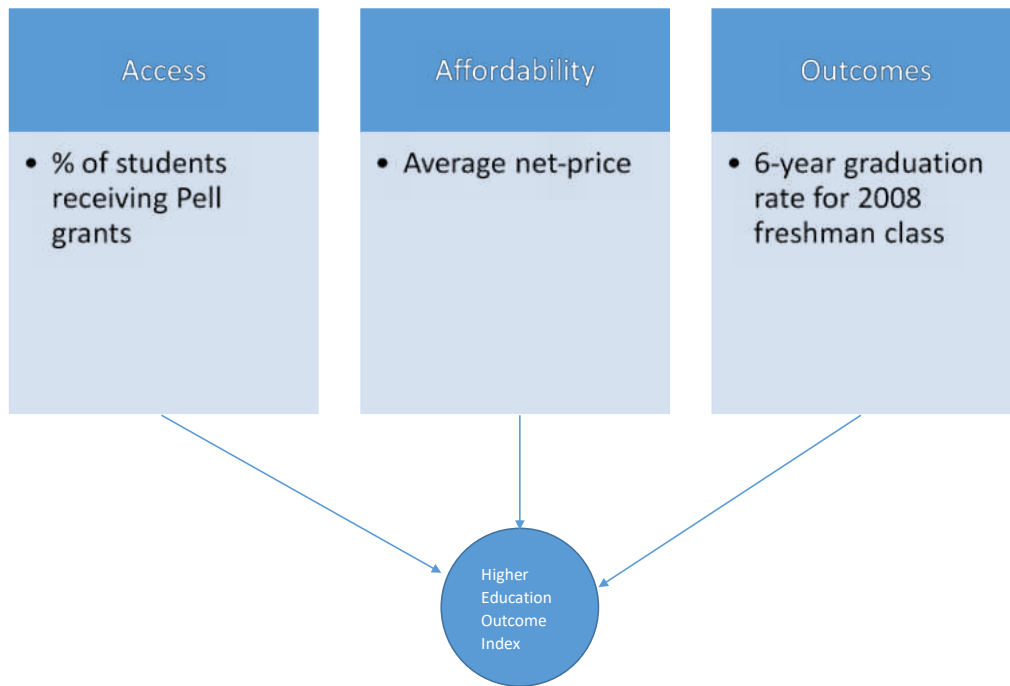 Access
• % of students
receiving Pell
grants
Affordability
• Average net-price
Outcomes
• 6-year graduation
rate for 2008
freshman class
Higher
Education
Outcome
Index